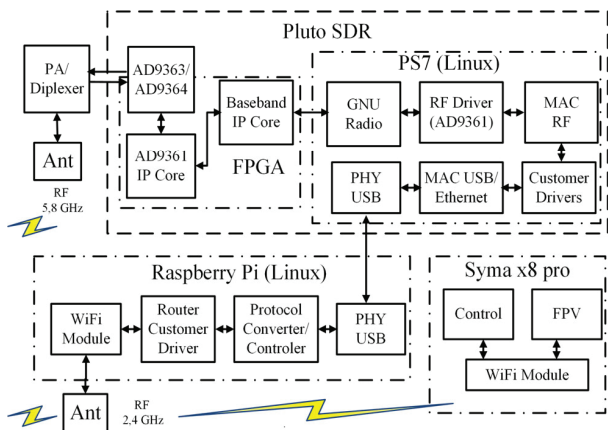 Pluto SDR
PA/
Diplexer
AD9363/
AD9364
PS7 (Linux)
Baseband
IP Core
GNU
Radio
RF Driver
(AD9361)
MAC
RF
Ant
AD9361
IP Core
FPGA
PHY
USB
MAC USB/
Ethernet
Customer
Drivers
RF
5,8 GHz
Raspberry Pi (Linux)
WiFi
Module
Router
Customer
Driver
Protocol
Converter/
Controler
PHY
USB
Syma x8 pro
Control
FPV
WiFi Module
Ant
RF
2,4 GHz